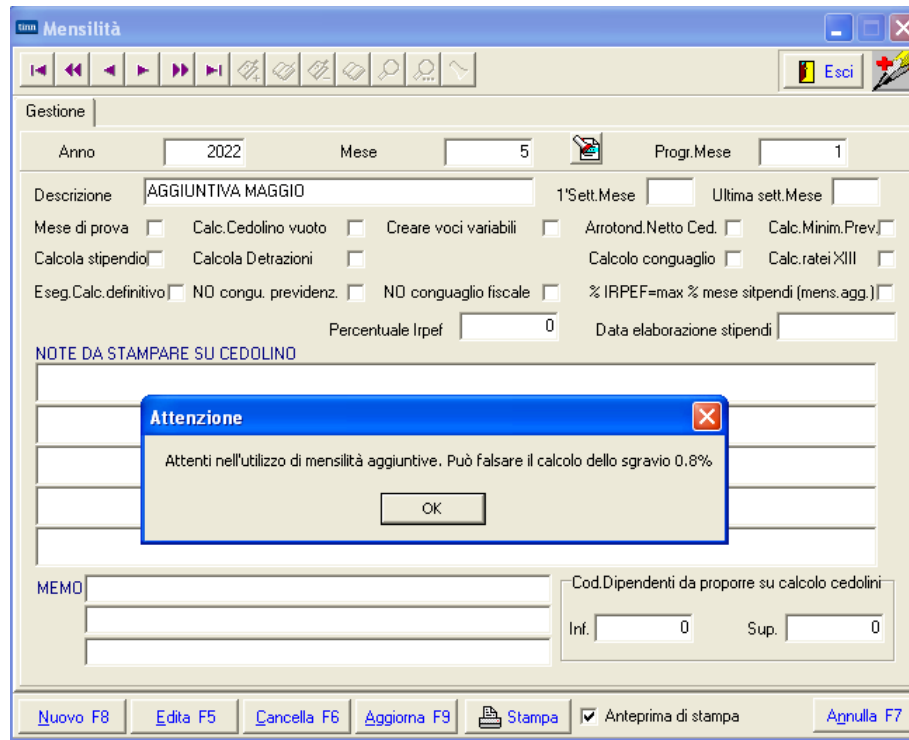 tinn Mensilità
Esci
Gestione
Anno 2022 Mese 5 Progr.Mese 1
Descrizione AGGIUNTIVA MAGGIO 1'Sett.Mese Ultima sett.Mese
Mese di prova Calc.Cedolino vuoto Creare voci variabili Arrotond.Netto Ced. Calc.Minim.Prev.
Calcola stipendio Calcola Detrazioni Calcolo conguaglio Calc.ratei XIII
Eseg.Calc.definitivo NO congu. previdenz. NO conguaglio fiscale % IRPEF=max % mese sitpendi (mens.agg.)
Percentuale Irpef 0 Data elaborazione stipendi
NOTE DA STAMPARE SU CEDOLINO
Attenzione
Attenti nell'utilizzo di mensilità aggiuntive. Può falsare il calcolo dello sgravio 0.8%
OK
MEMO Cod.Dipendenti da proporre su calcolo cedolini
Inf. 0 Sup. 0
Nuovo F8 Edita F5 Cancella F6 Aggiorna F9 Stampa Anteprima di stampa Annulla F7